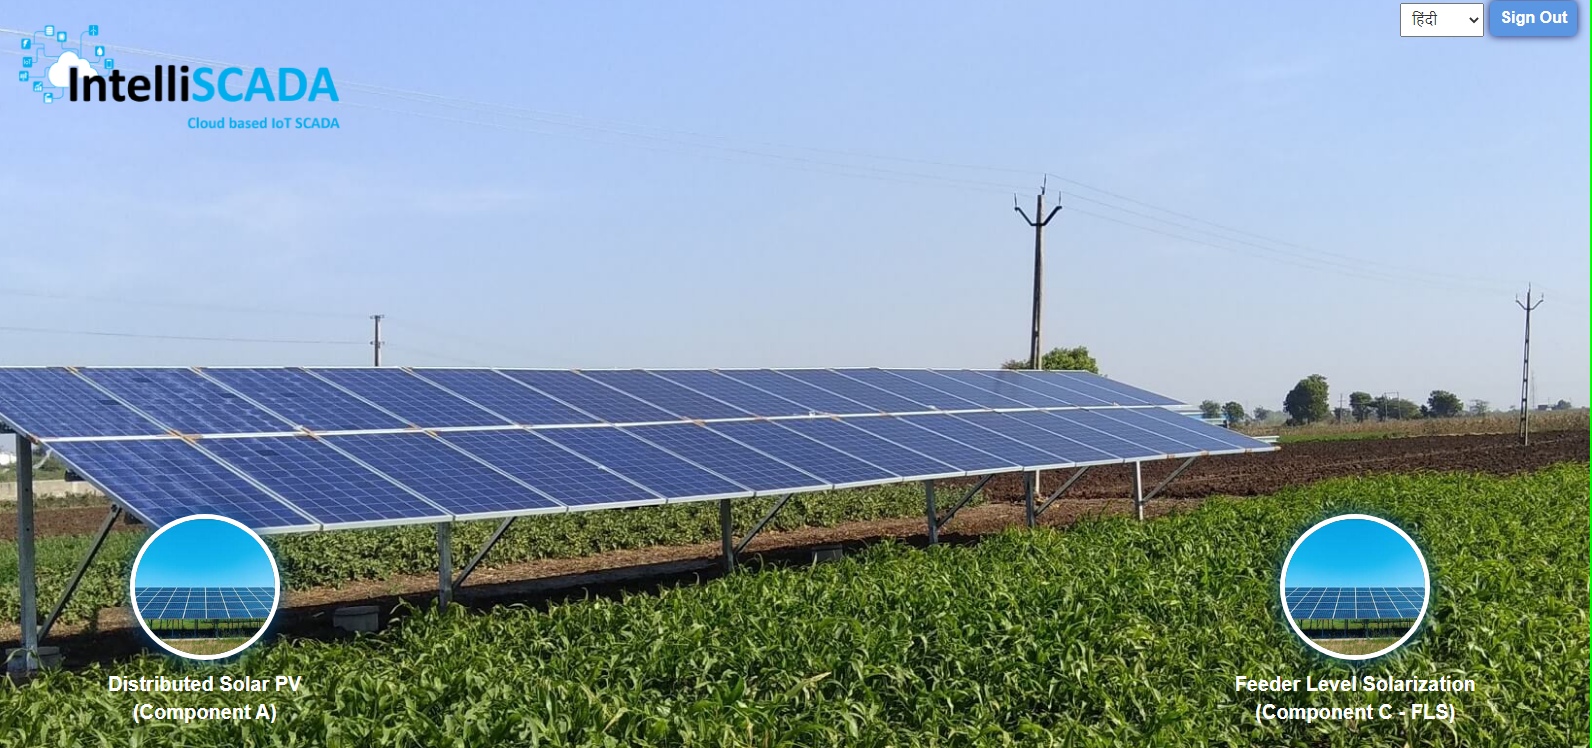 हिंदी
Sign Out
IntelliSCADA
Cloud based IoT SCADA
Distributed Solar PV
(Component A)
Feeder Level Solarization
(Component C - FLS)